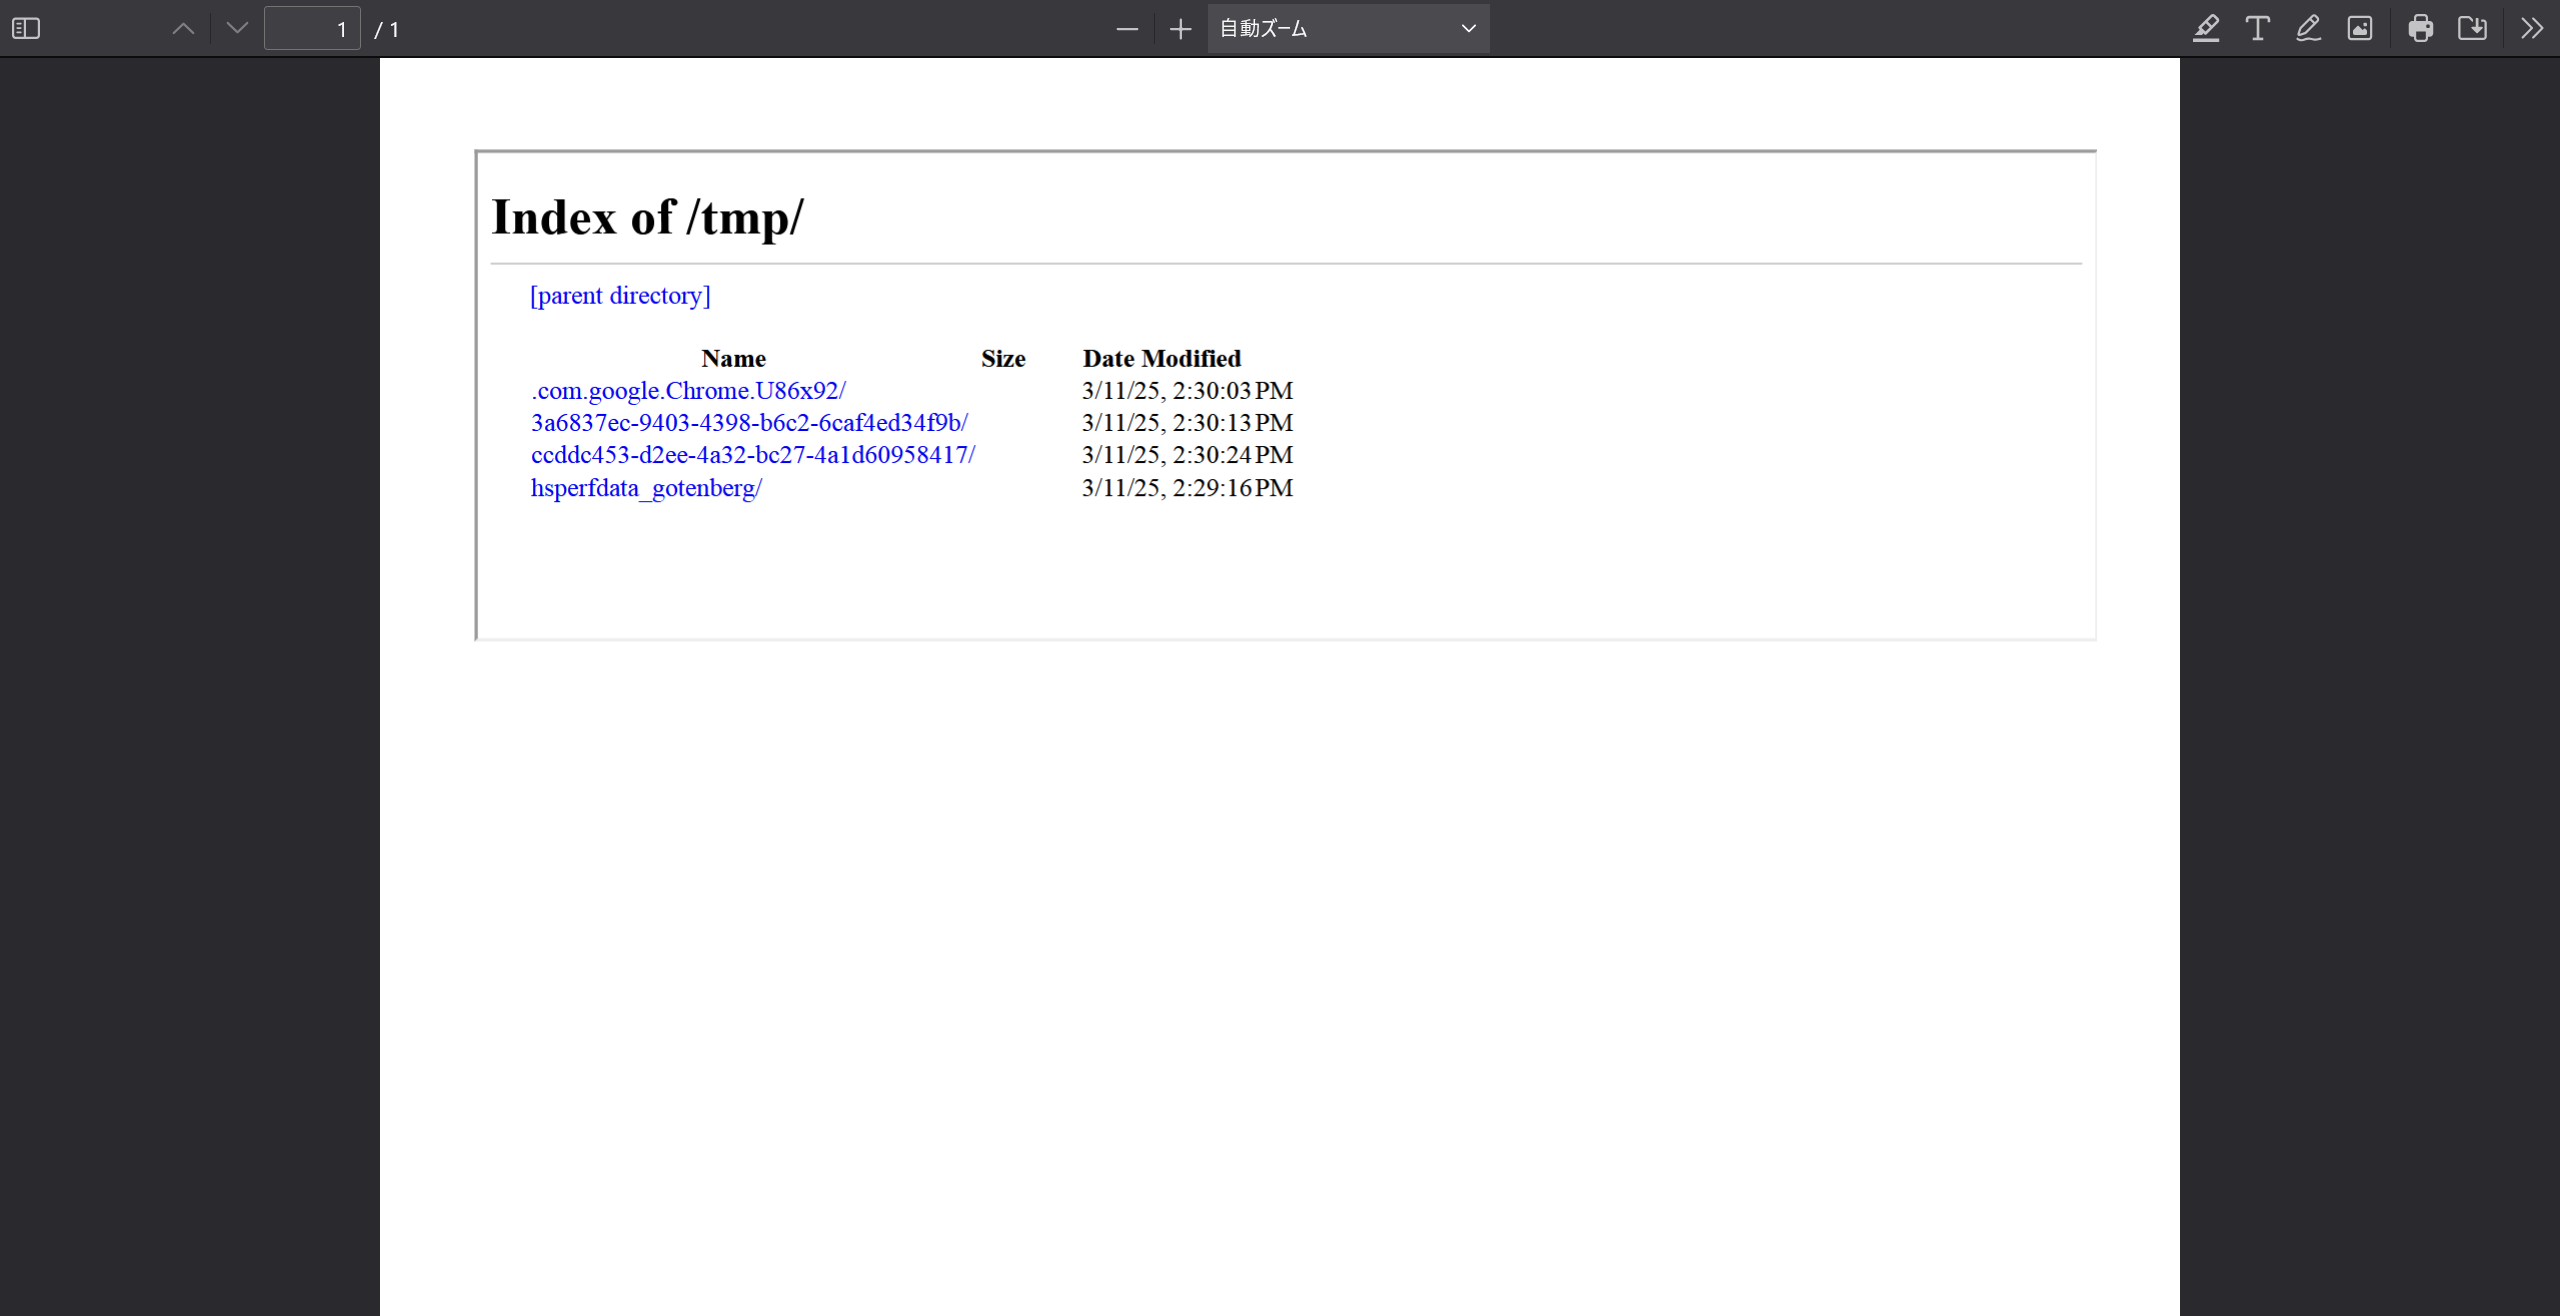 1 / 1 自動ズーム
Index of /tmp/
[parent directory]
Name Size Date Modified
.com.google.Chrome.U86x92/ 3/11/25, 2:30:03 PM
3a6837ec-9403-4398-b6c2-6caf4ed34f9b/ 3/11/25, 2:30:13 PM
ccddc453-d2ee-4a32-bc27-4a1d60958417/ 3/11/25, 2:30:24 PM
hsperfdata_gotenberg/ 3/11/25, 2:29:16 PM